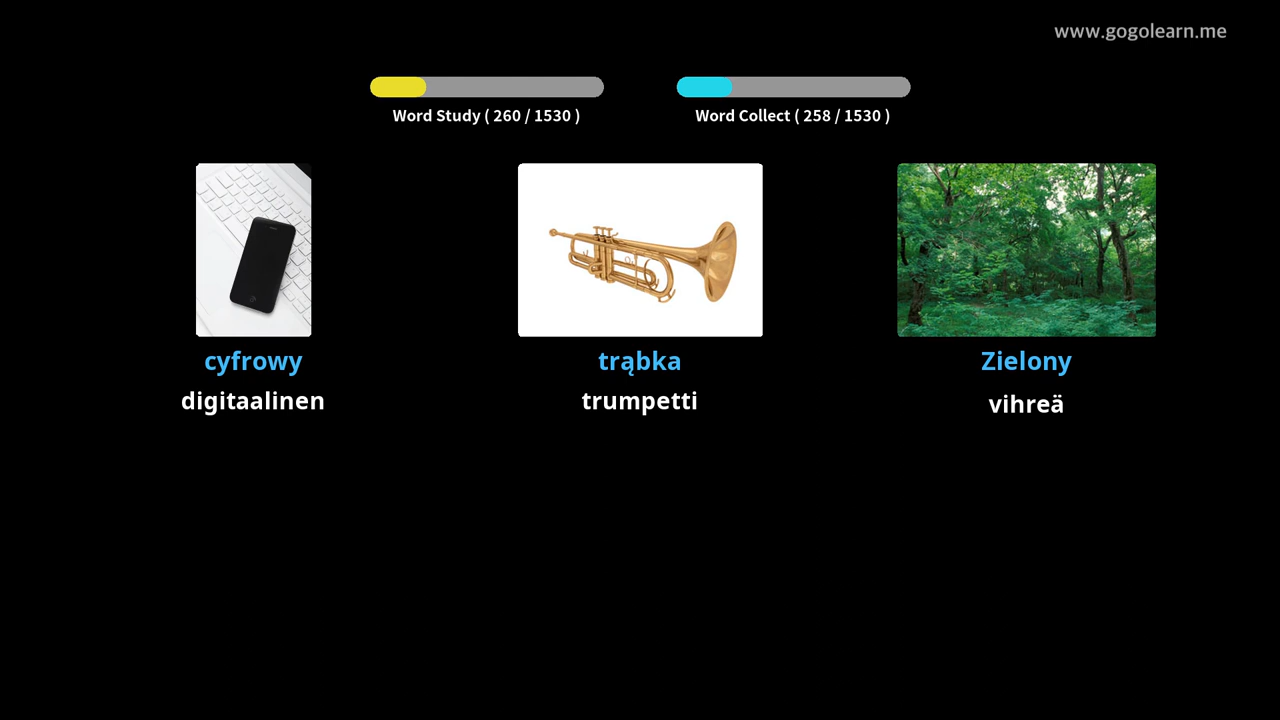 www.gogolearn.me
Word Study ( 260 / 1530 )
Word Collect ( 258 / 1530 )
cyfrowy
digitaalinen
trąbka
trumpetti
Zielony
vihreä